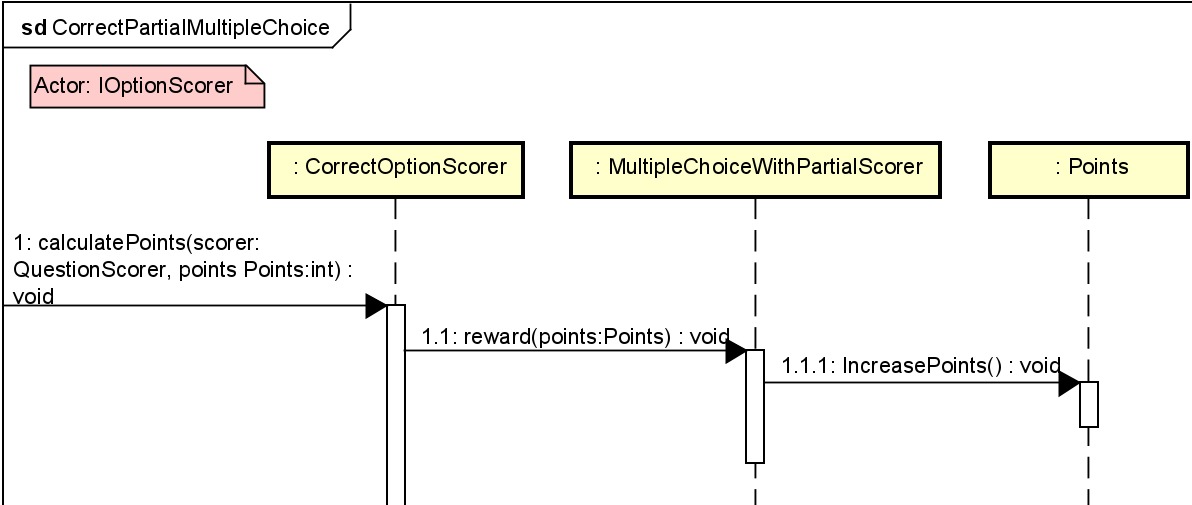 sd CorrectPartialMultipleChoice
Actor: IOptionScorer
: CorrectOptionScorer
: MultipleChoiceWithPartialScorer
: Points
1: calculatePoints(scorer:
QuestionScorer, points Points:int) :
void
1.1: reward(points:Points) : void
1.1.1: IncreasePoints() : void